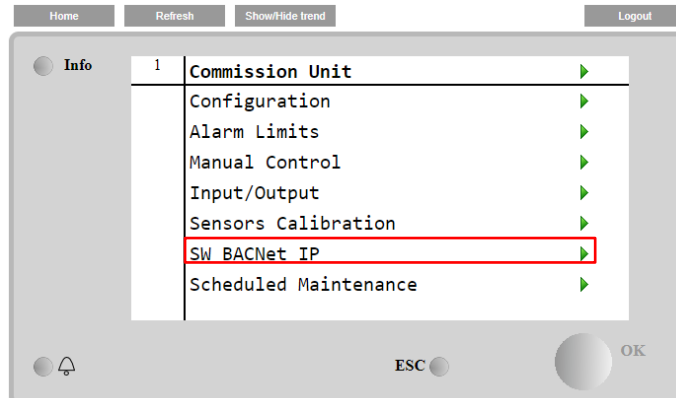 Home Refresh Show/Hide trend Logout
Info
1 Commission Unit
Configuration
Alarm Limits
Manual Control
Input/Output
Sensors Calibration
SW BACNet IP
Scheduled Maintenance
OK
ESC